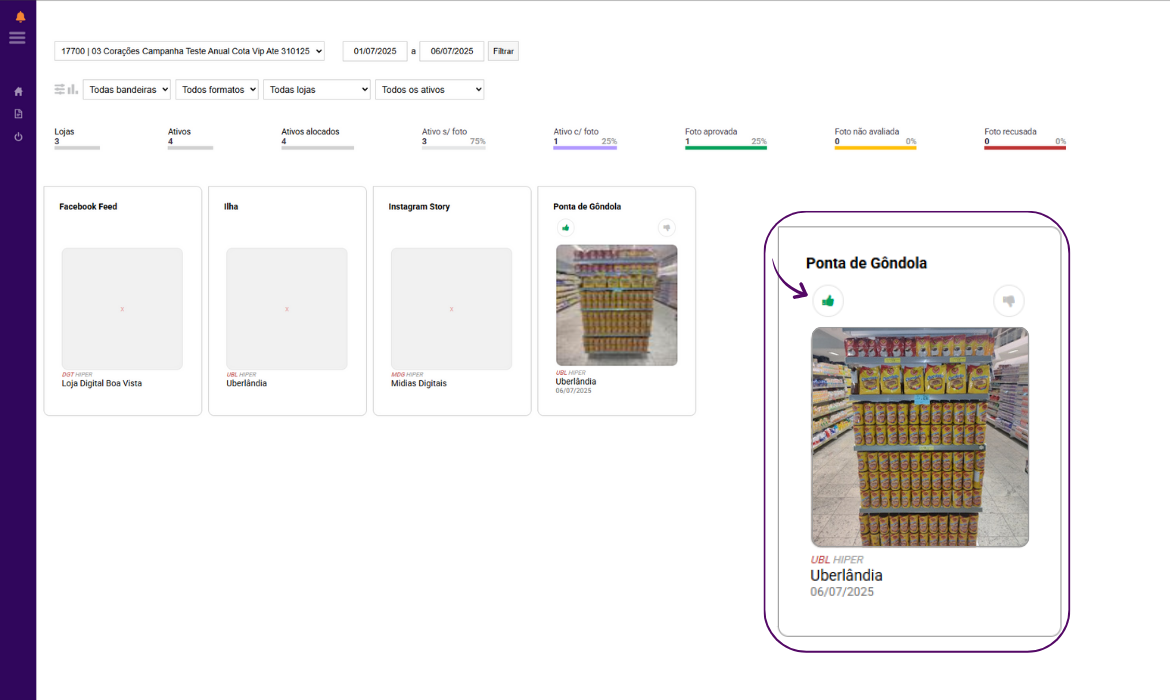 17700 | 03 Corações Campanha Teste Anual Cota Vip Ate 310125
01/07/2025 a 06/07/2025 Filtrar
Todas bandeiras Todos formatos Todas lojas Todos os ativos
Lojas Ativos Ativos alocados Ativo s/ foto Ativo c/ foto Foto aprovada Foto não avaliada Foto recusada
3 4 4 3 75% 1 25% 1 25% 0 0% 0 0%
Facebook Feed Ilha Instagram Story Ponta de Gôndola
x x x
DGT HIPER UBL HIPER MDG HIPER UBL HIPER
Loja Digital Boa Vista Uberlândia Midias Digitais Uberlândia
06/07/2025
Ponta de Gôndola
UBL HIPER
Uberlândia
06/07/2025